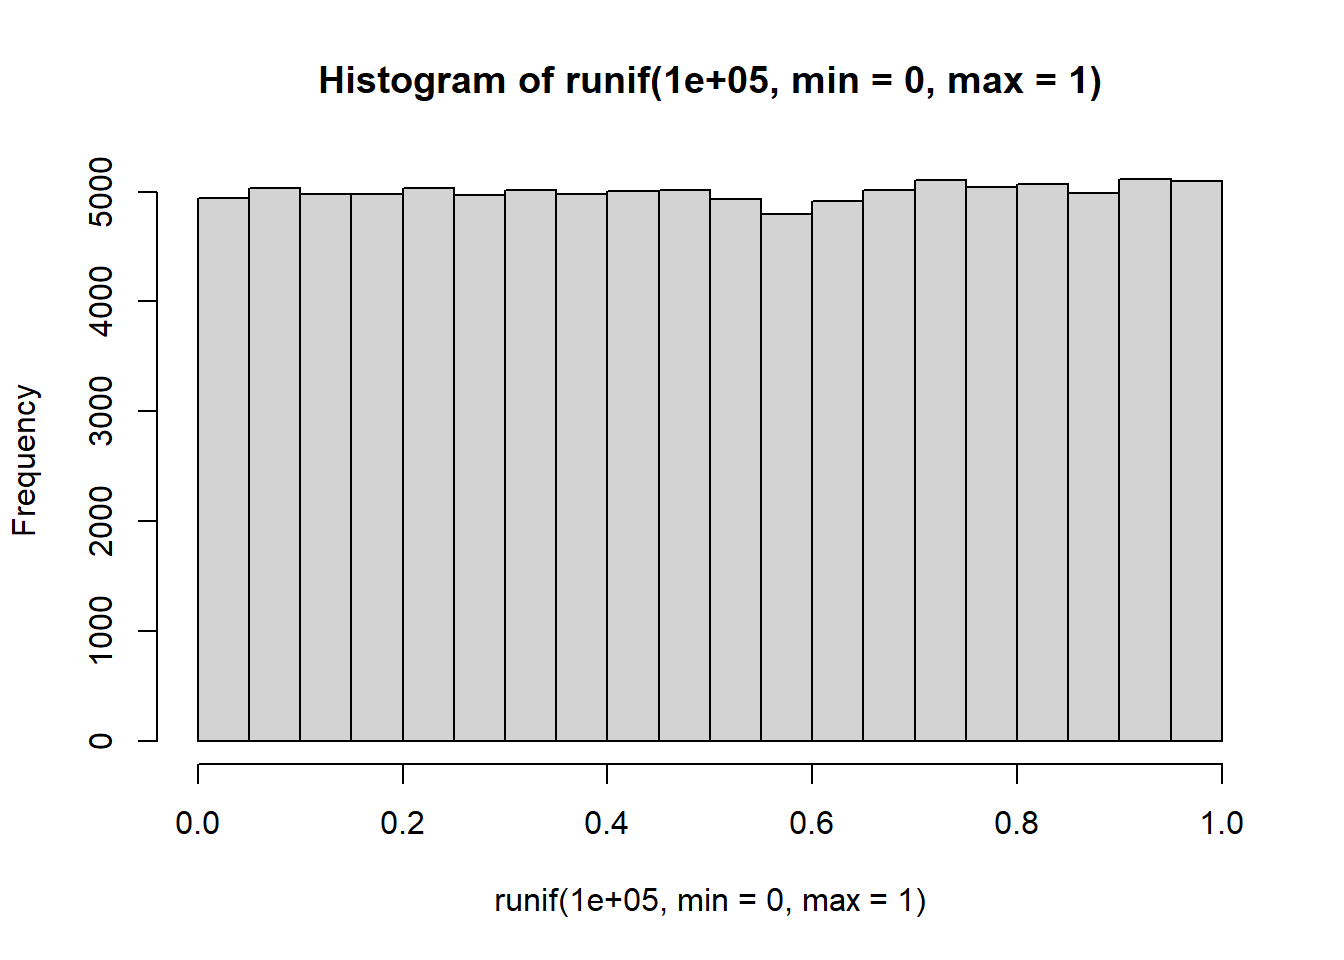 Histogram of runif(1e+05, min = 0, max = 1)
Frequency
5000
4000
3000
2000
1000
0
0.0 0.2 0.4 0.6 0.8 1.0
runif(1e+05, min = 0, max = 1)